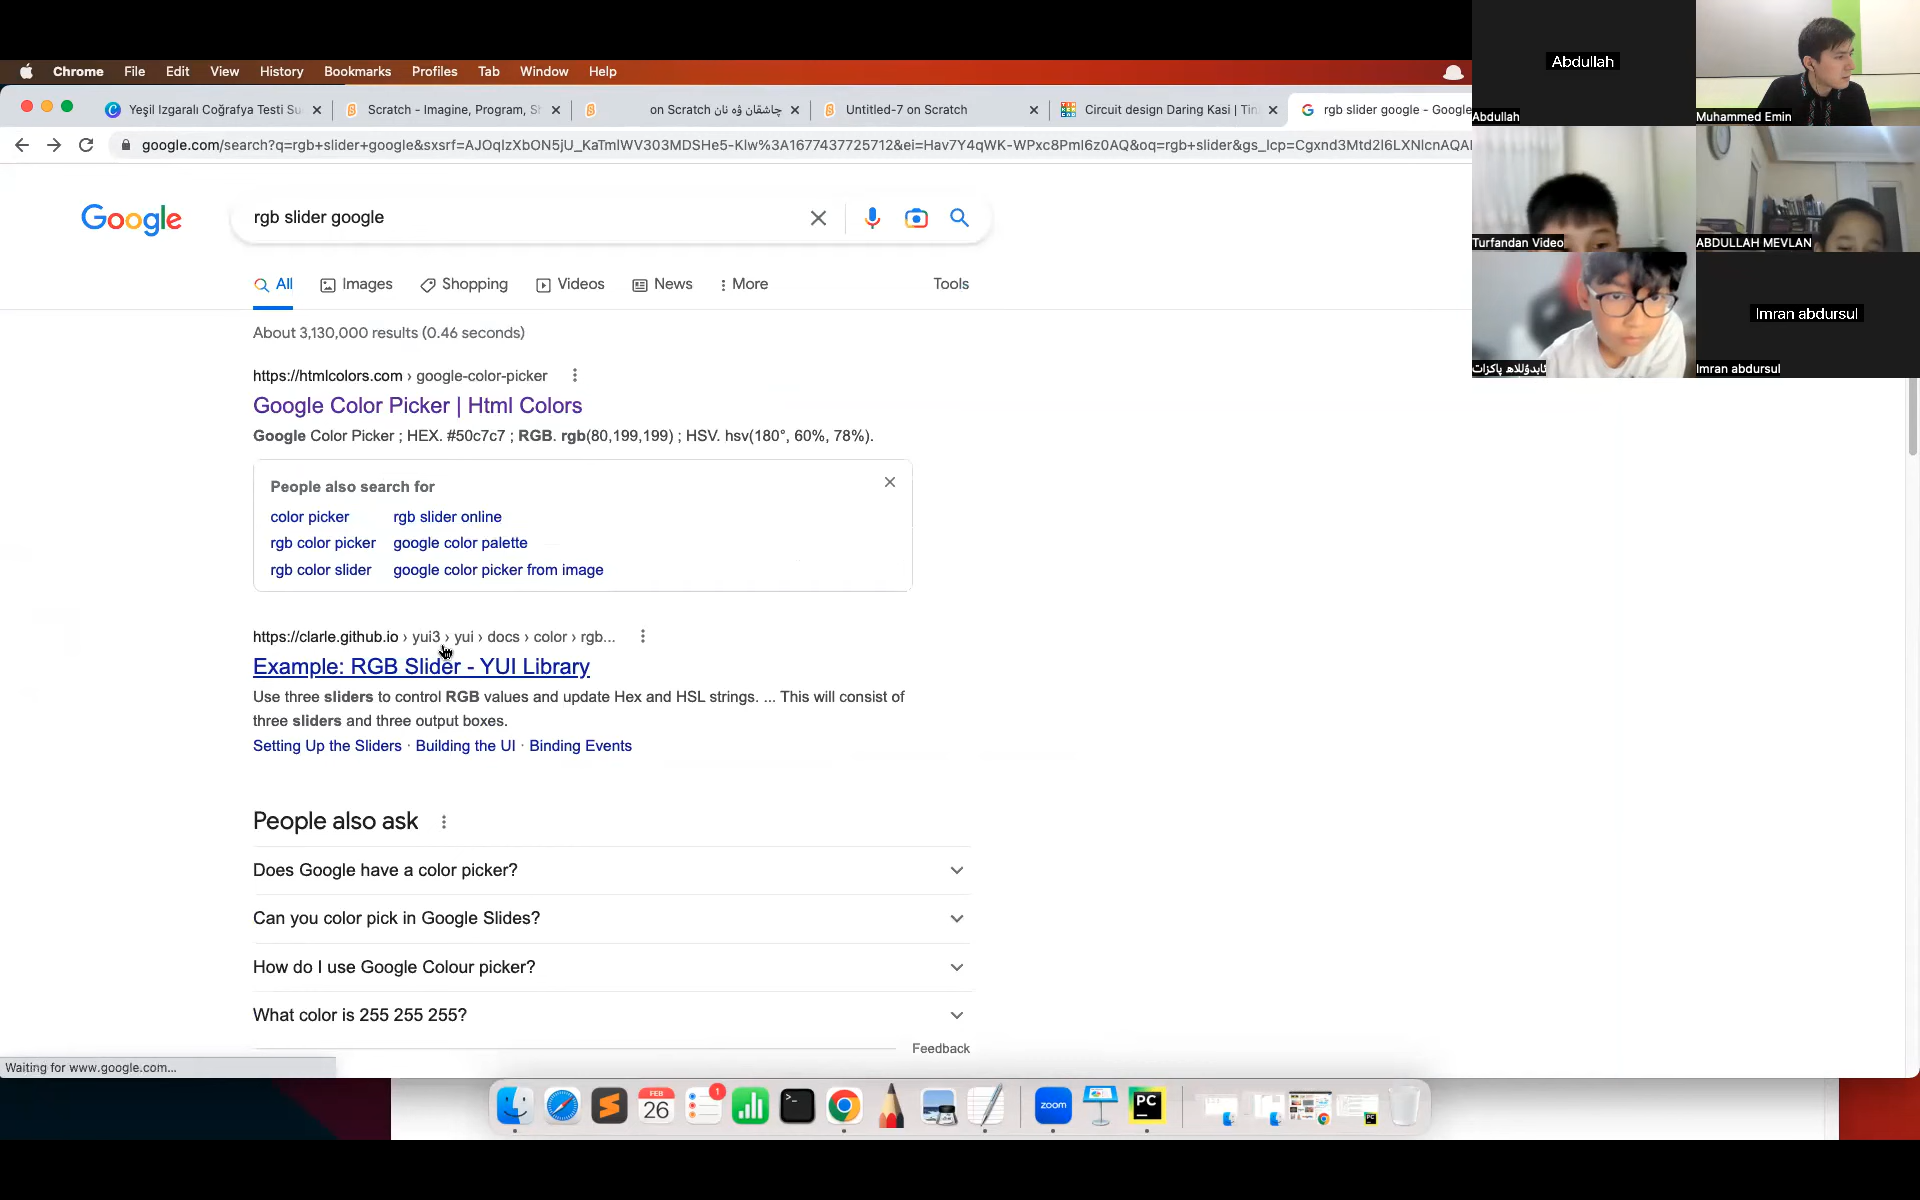 Chrome File Edit View History Bookmarks Profiles Tab Window Help
Yeşil Izgaralı Coğrafya Testi Su
Scratch - Imagine, Program, Sh
چاشقان ۋە نان on Scratch
Untitled-7 on Scratch
Circuit design Daring Kasi | Tin
rgb slider google - Google
google.com/search?q=rgb+slider+google&sxsrf=AJOqlzXbON5jU_KaTmlWV303MDSHe5-Klw%3A1677437725712&ei=Hav7Y4qWK-WPxc8Pml6z0AQ&oq=rgb+slider&gs_lcp=Cgxnd3Mtd2l6LXNlcnAQAI
Google
rgb slider google
All Images Shopping Videos News More Tools
About 3,130,000 results (0.46 seconds)
https://htmlcolors.com › google-color-picker
Google Color Picker | Html Colors
Google Color Picker ; HEX. #50c7c7 ; RGB. rgb(80,199,199) ; HSV. hsv(180°, 60%, 78%).
People also search for
color picker rgb slider online
rgb color picker google color palette
rgb color slider google color picker from image
https://clarle.github.io › yui3 › yui › docs › color › rgb...
Example: RGB Slider - YUI Library
Use three sliders to control RGB values and update Hex and HSL strings. ... This will consist of
three sliders and three output boxes.
Setting Up the Sliders · Building the UI · Binding Events
People also ask
Does Google have a color picker?
Can you color pick in Google Slides?
How do I use Google Colour picker?
What color is 255 255 255?
Feedback
Waiting for www.google.com...
Abdullah
Abdullah
Muhammed Emin
Turfandan Video
ABDULLAH MEVLAN
ئابدۇللاھ پاكزات
Imran abdursul
Imran abdursul
FEB
26
1
zoom
PC